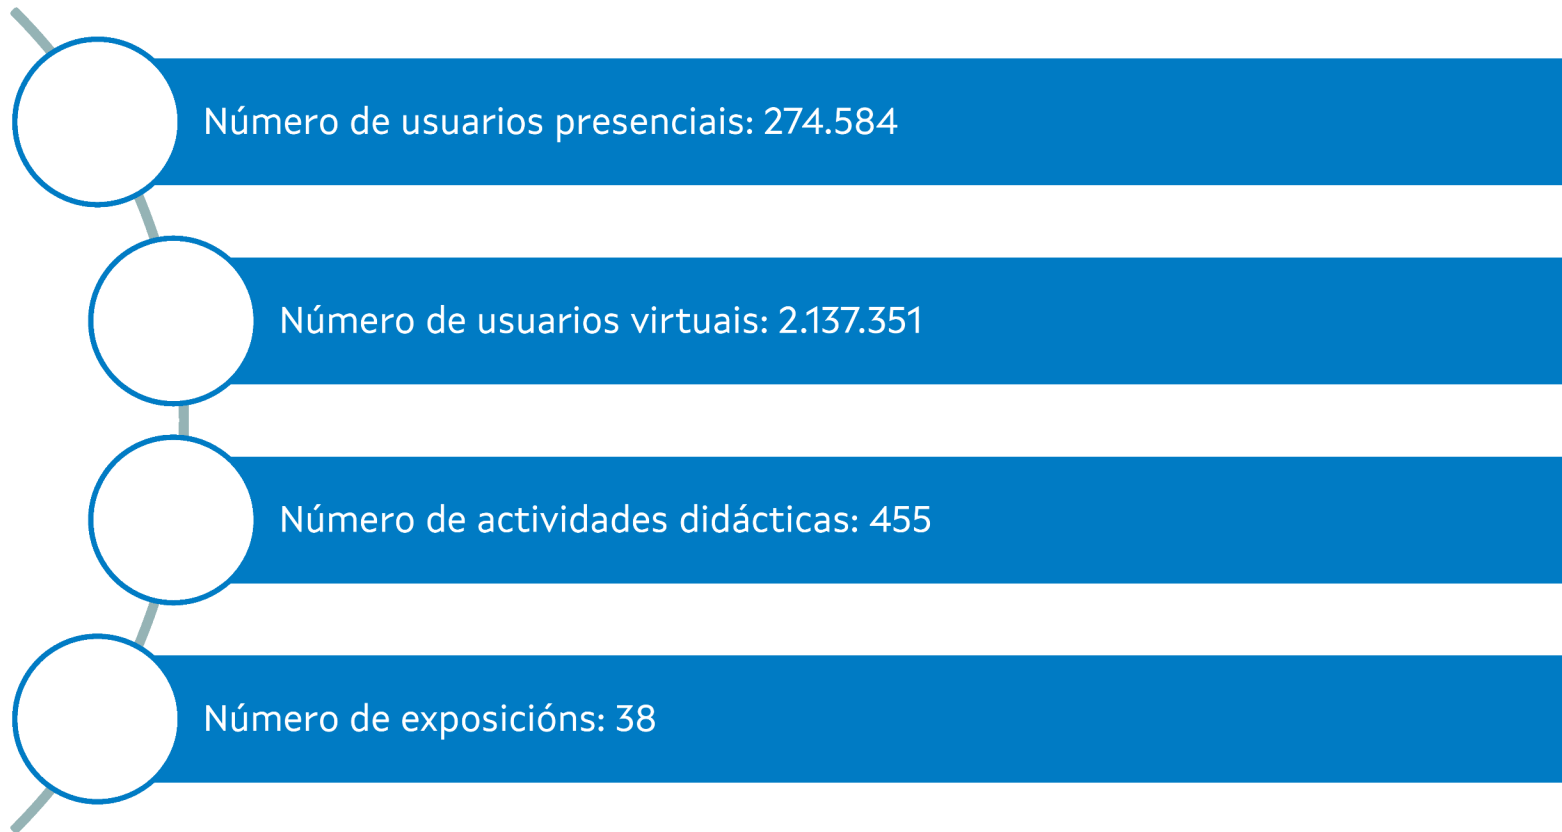 Número de usuarios presenciais: 274.584
Número de usuarios virtuais: 2.137.351
Número de actividades didácticas: 455
Número de exposicións: 38